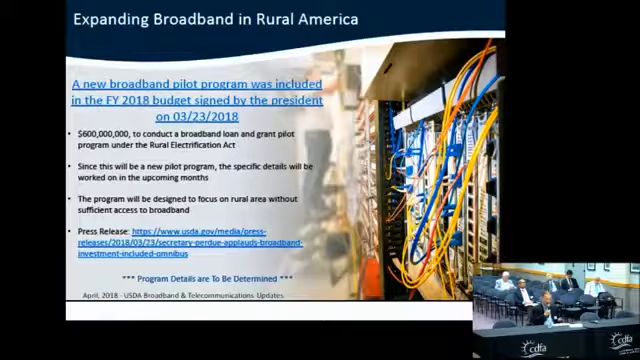 Expanding Broadband in Rural America
A new broadband pilot program was included
in the FY 2018 budget signed by the president
on 03/23/2018
• $600,000,000, to conduct a broadband loan and grant pilot
program under the Rural Electrification Act
• Since this will be a new pilot program, the specific details will be
worked on in the upcoming months
• The program will be designed to focus on rural area without
sufficient access to broadband
• Press Release: https://www.usda.gov/media/press-
releases/2018/03/23/secretary-perdue-applauds-broadband-
investment-included-omnibus
*** Program Details are To Be Determined ***
April, 2018 - USDA Broadband & Telecommunications Updates
cdfa
cdfa